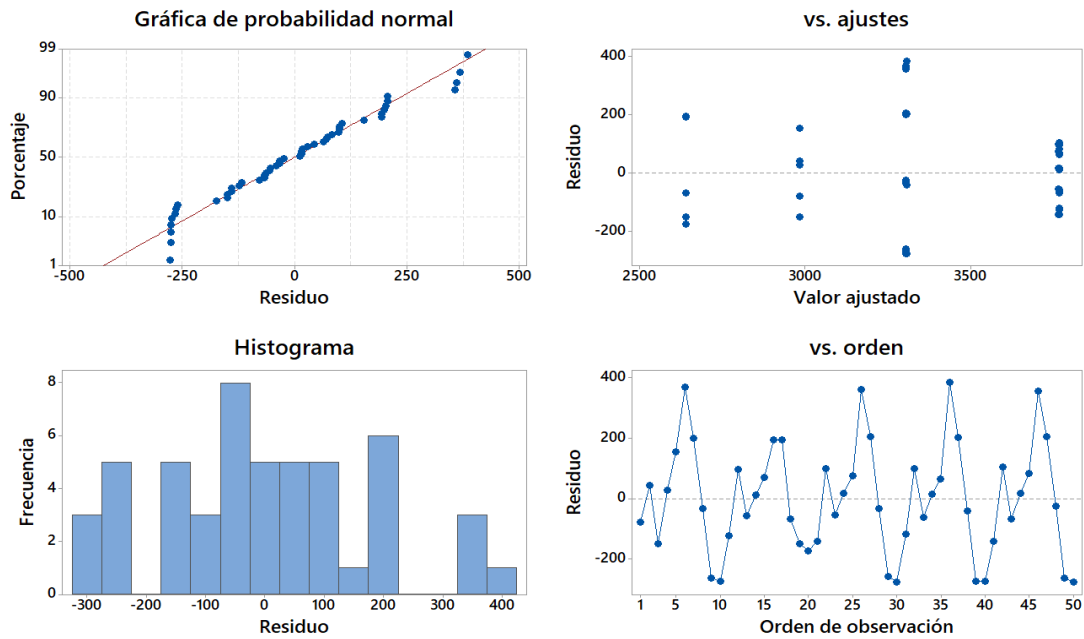 Gráfica de probabilidad normal
99
90
50
10
1
Porcentaje
-500 -250 0 250 500
Residuo
vs. ajustes
400
200
0
-200
Residuo
2500 3000 3500
Valor ajustado
Histograma
8
6
4
2
0
Frecuencia
-300 -200 -100 0 100 200 300 400
Residuo
vs. orden
400
200
0
-200
Residuo
1 5 10 15 20 25 30 35 40 45 50
Orden de observación